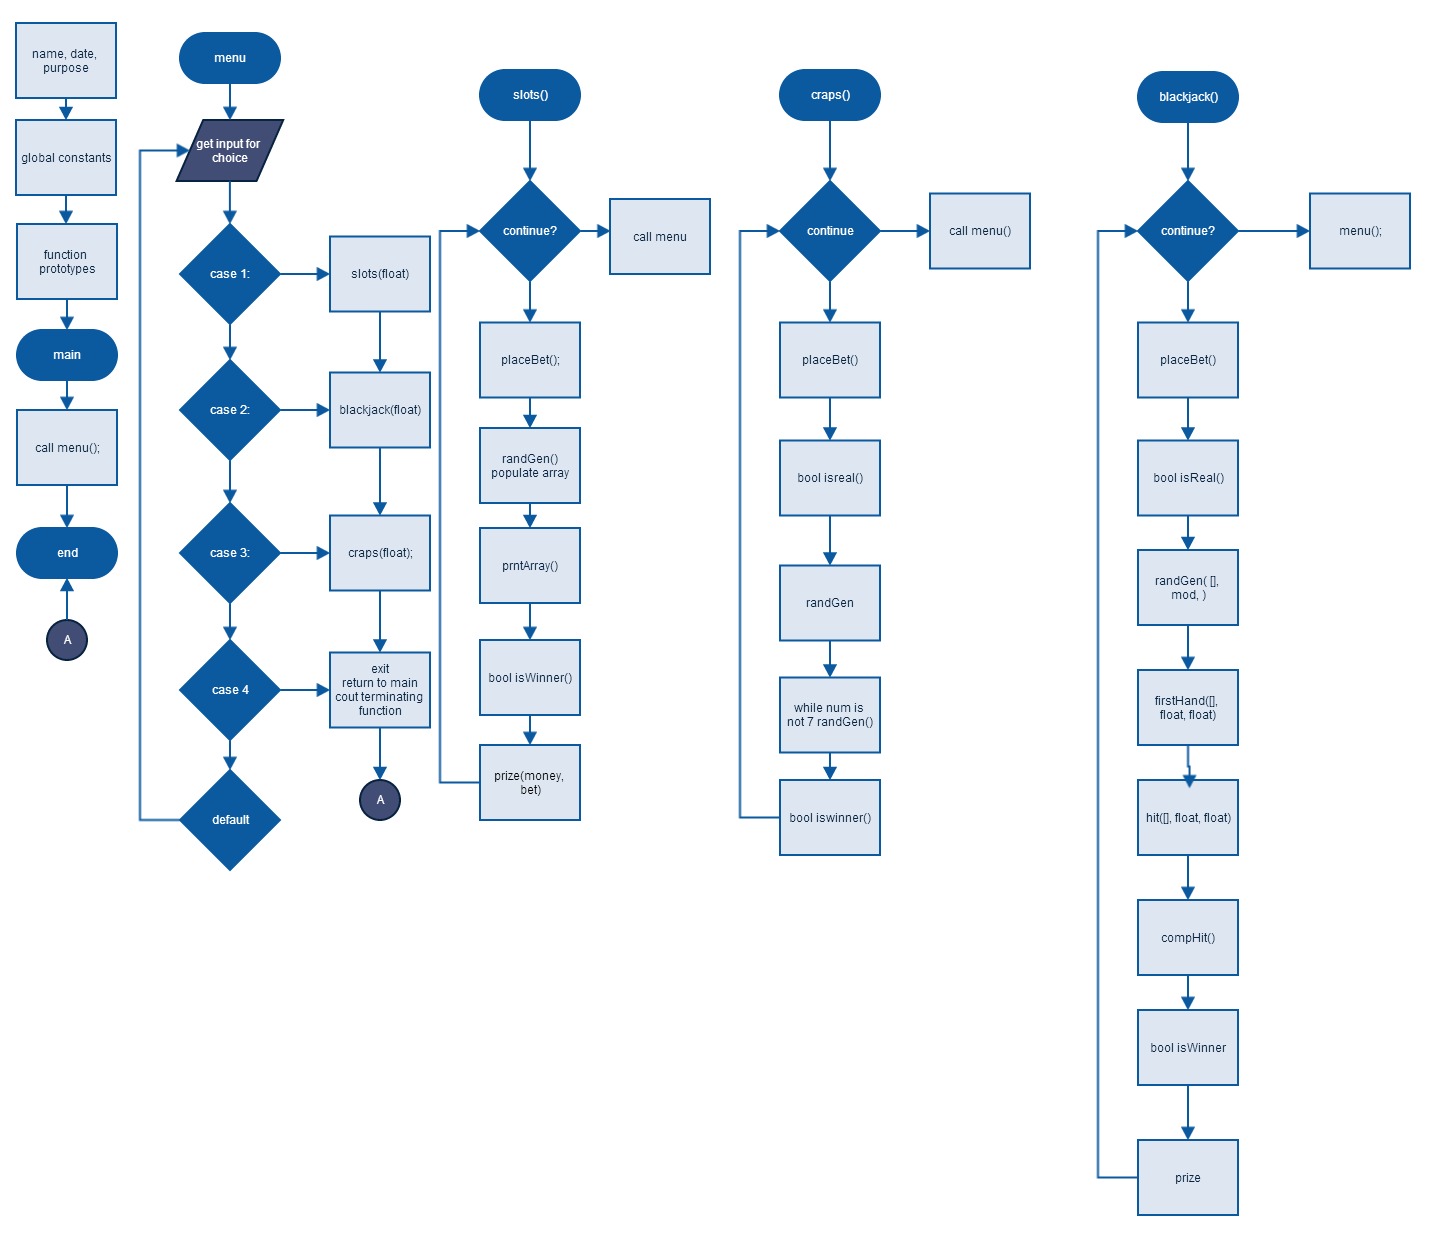 name, date,
purpose
global constants
function
prototypes
main
call menu();
end
A
menu
get input for
choice
case 1:
slots(float)
case 2:
blackjack(float)
case 3:
craps(float);
case 4
exit
return to main
cout terminating
function
A
default
slots()
continue?
call menu
placeBet();
randGen()
populate array
prntArray()
bool isWinner()
prize(money,
bet)
craps()
continue
call menu()
placeBet()
bool isreal()
randGen
while num is
not 7 randGen()
bool iswinner()
blackjack()
continue?
menu();
placeBet()
bool isReal()
randGen( [],
mod, )
firstHand([],
float, float)
hit([], float, float)
compHit()
bool isWinner
prize